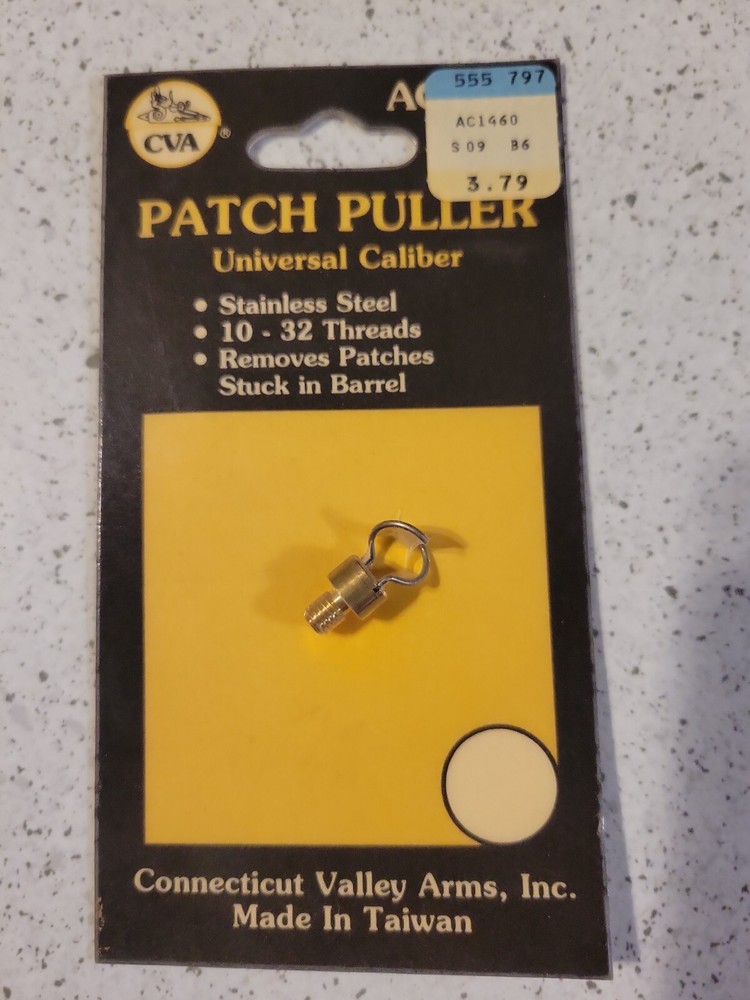 CVA ®
AC
555 797
AC1460
S 09 B6
3.79
PATCH PULLER
Universal Caliber
• Stainless Steel
• 10 - 32 Threads
• Removes Patches
Stuck in Barrel
Connecticut Valley Arms, Inc.
Made In Taiwan